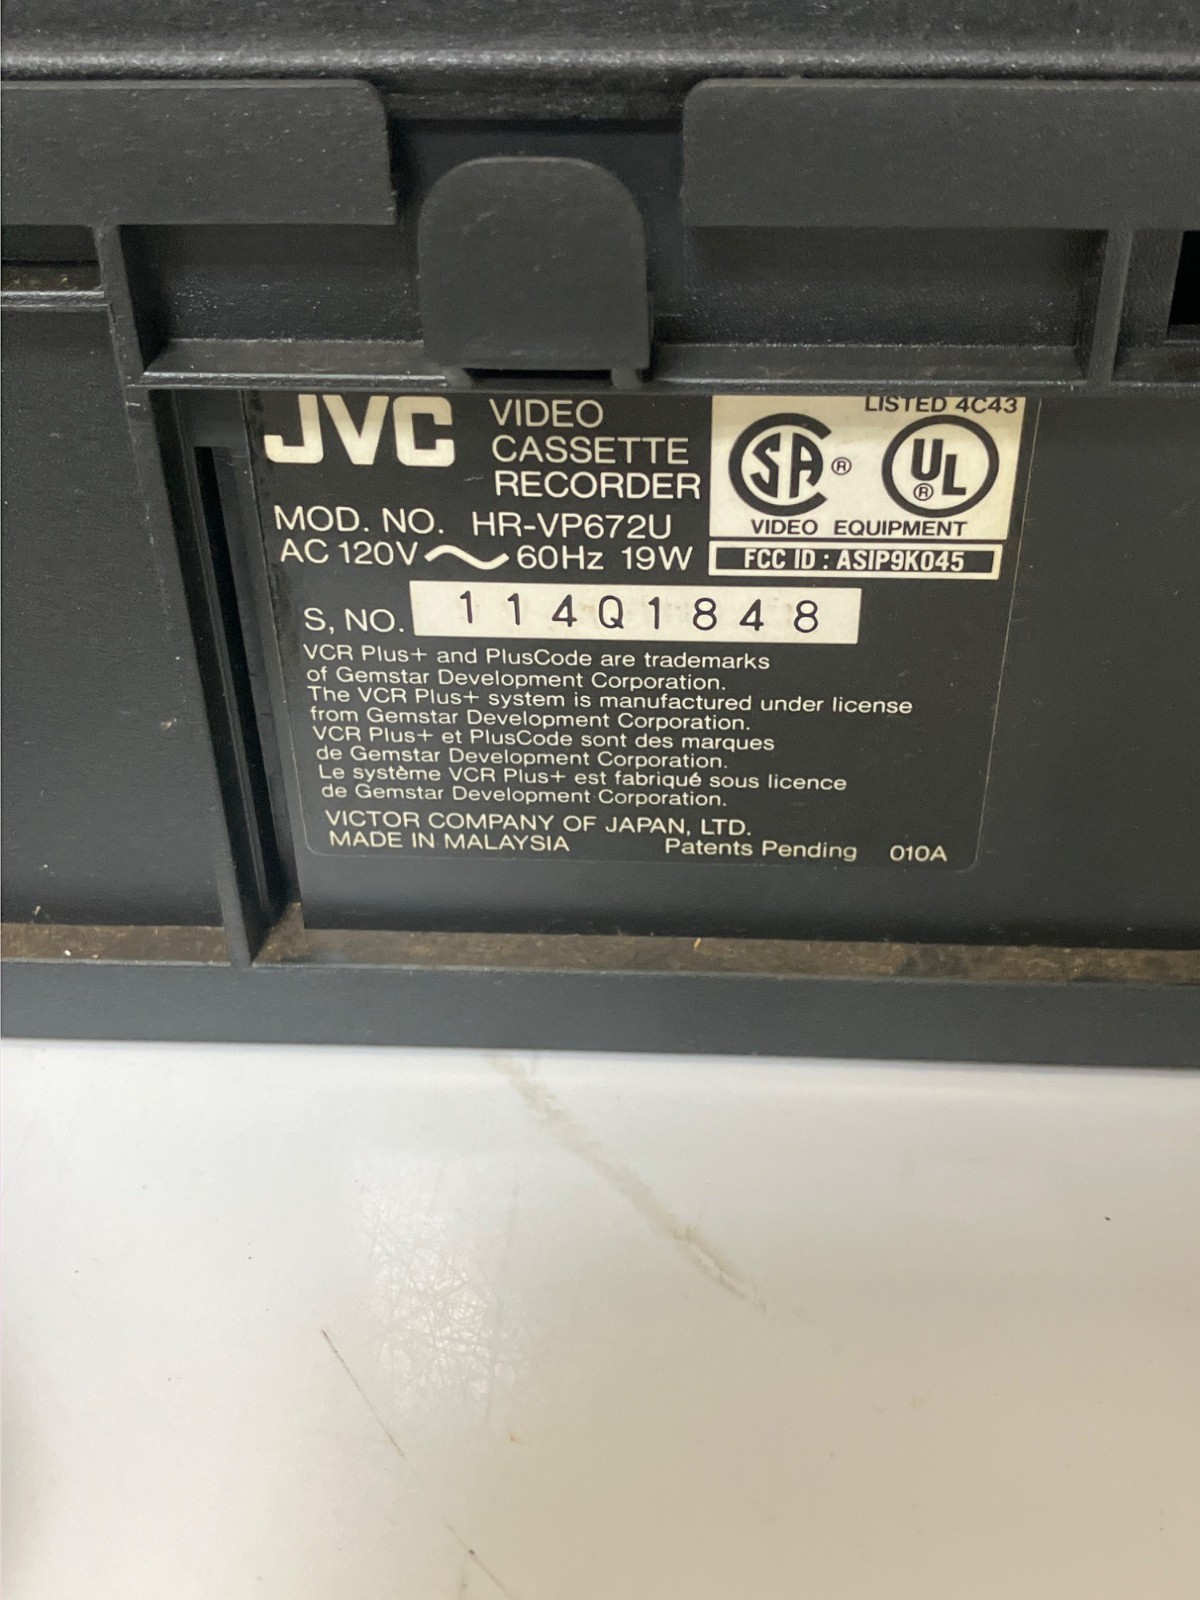 JVC VIDEO
CASSETTE
RECORDER
LISTED 4C43
SA ® UL ®
VIDEO EQUIPMENT
MOD. NO. HR-VP672U
AC 120V 60Hz 19W
FCC ID : ASIP9K045
S, NO. 114Q1848
VCR Plus+ and PlusCode are trademarks
of Gemstar Development Corporation.
The VCR Plus+ system is manufactured under license
from Gemstar Development Corporation.
VCR Plus+ et PlusCode sont des marques
de Gemstar Development Corporation.
Le système VCR Plus+ est fabriqué sous licence
de Gemstar Development Corporation.
VICTOR COMPANY OF JAPAN, LTD.
MADE IN MALAYSIA Patents Pending 010A